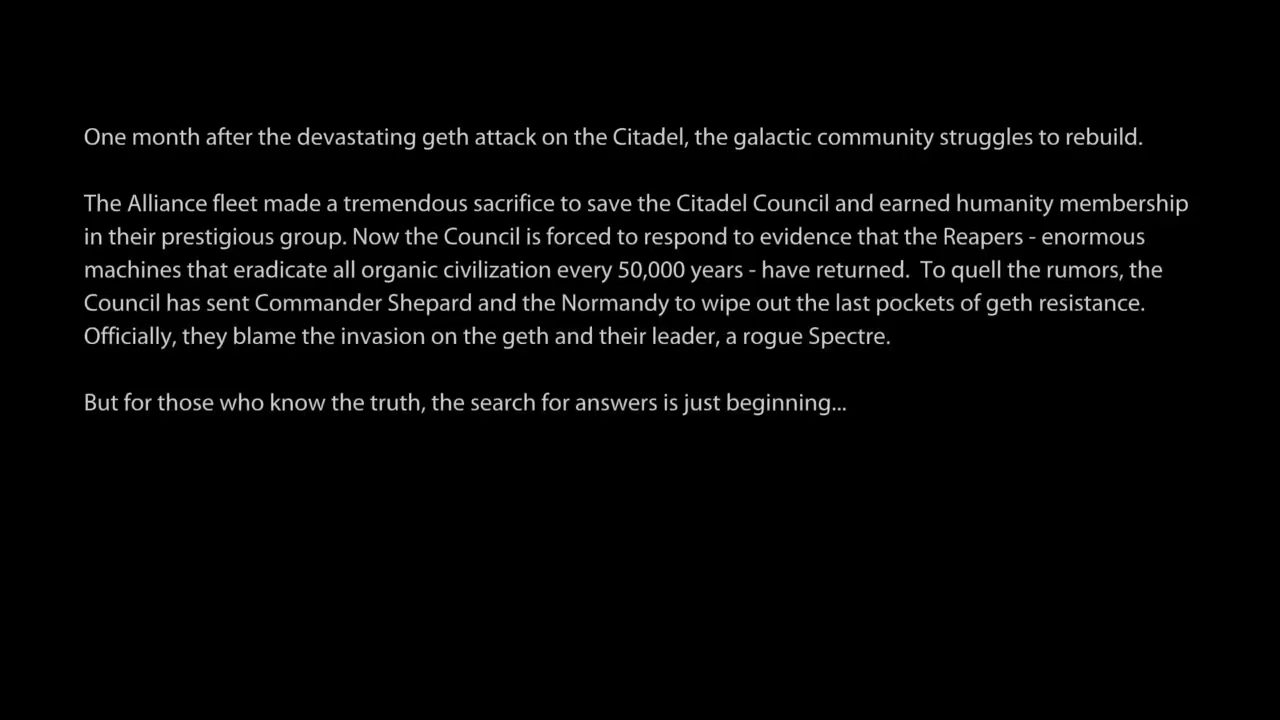 One month after the devastating geth attack on the Citadel, the galactic community struggles to rebuild.
The Alliance fleet made a tremendous sacrifice to save the Citadel Council and earned humanity membership
in their prestigious group. Now the Council is forced to respond to evidence that the Reapers - enormous
machines that eradicate all organic civilization every 50,000 years - have returned.  To quell the rumors, the
Council has sent Commander Shepard and the Normandy to wipe out the last pockets of geth resistance.
Officially, they blame the invasion on the geth and their leader, a rogue Spectre.
But for those who know the truth, the search for answers is just beginning...